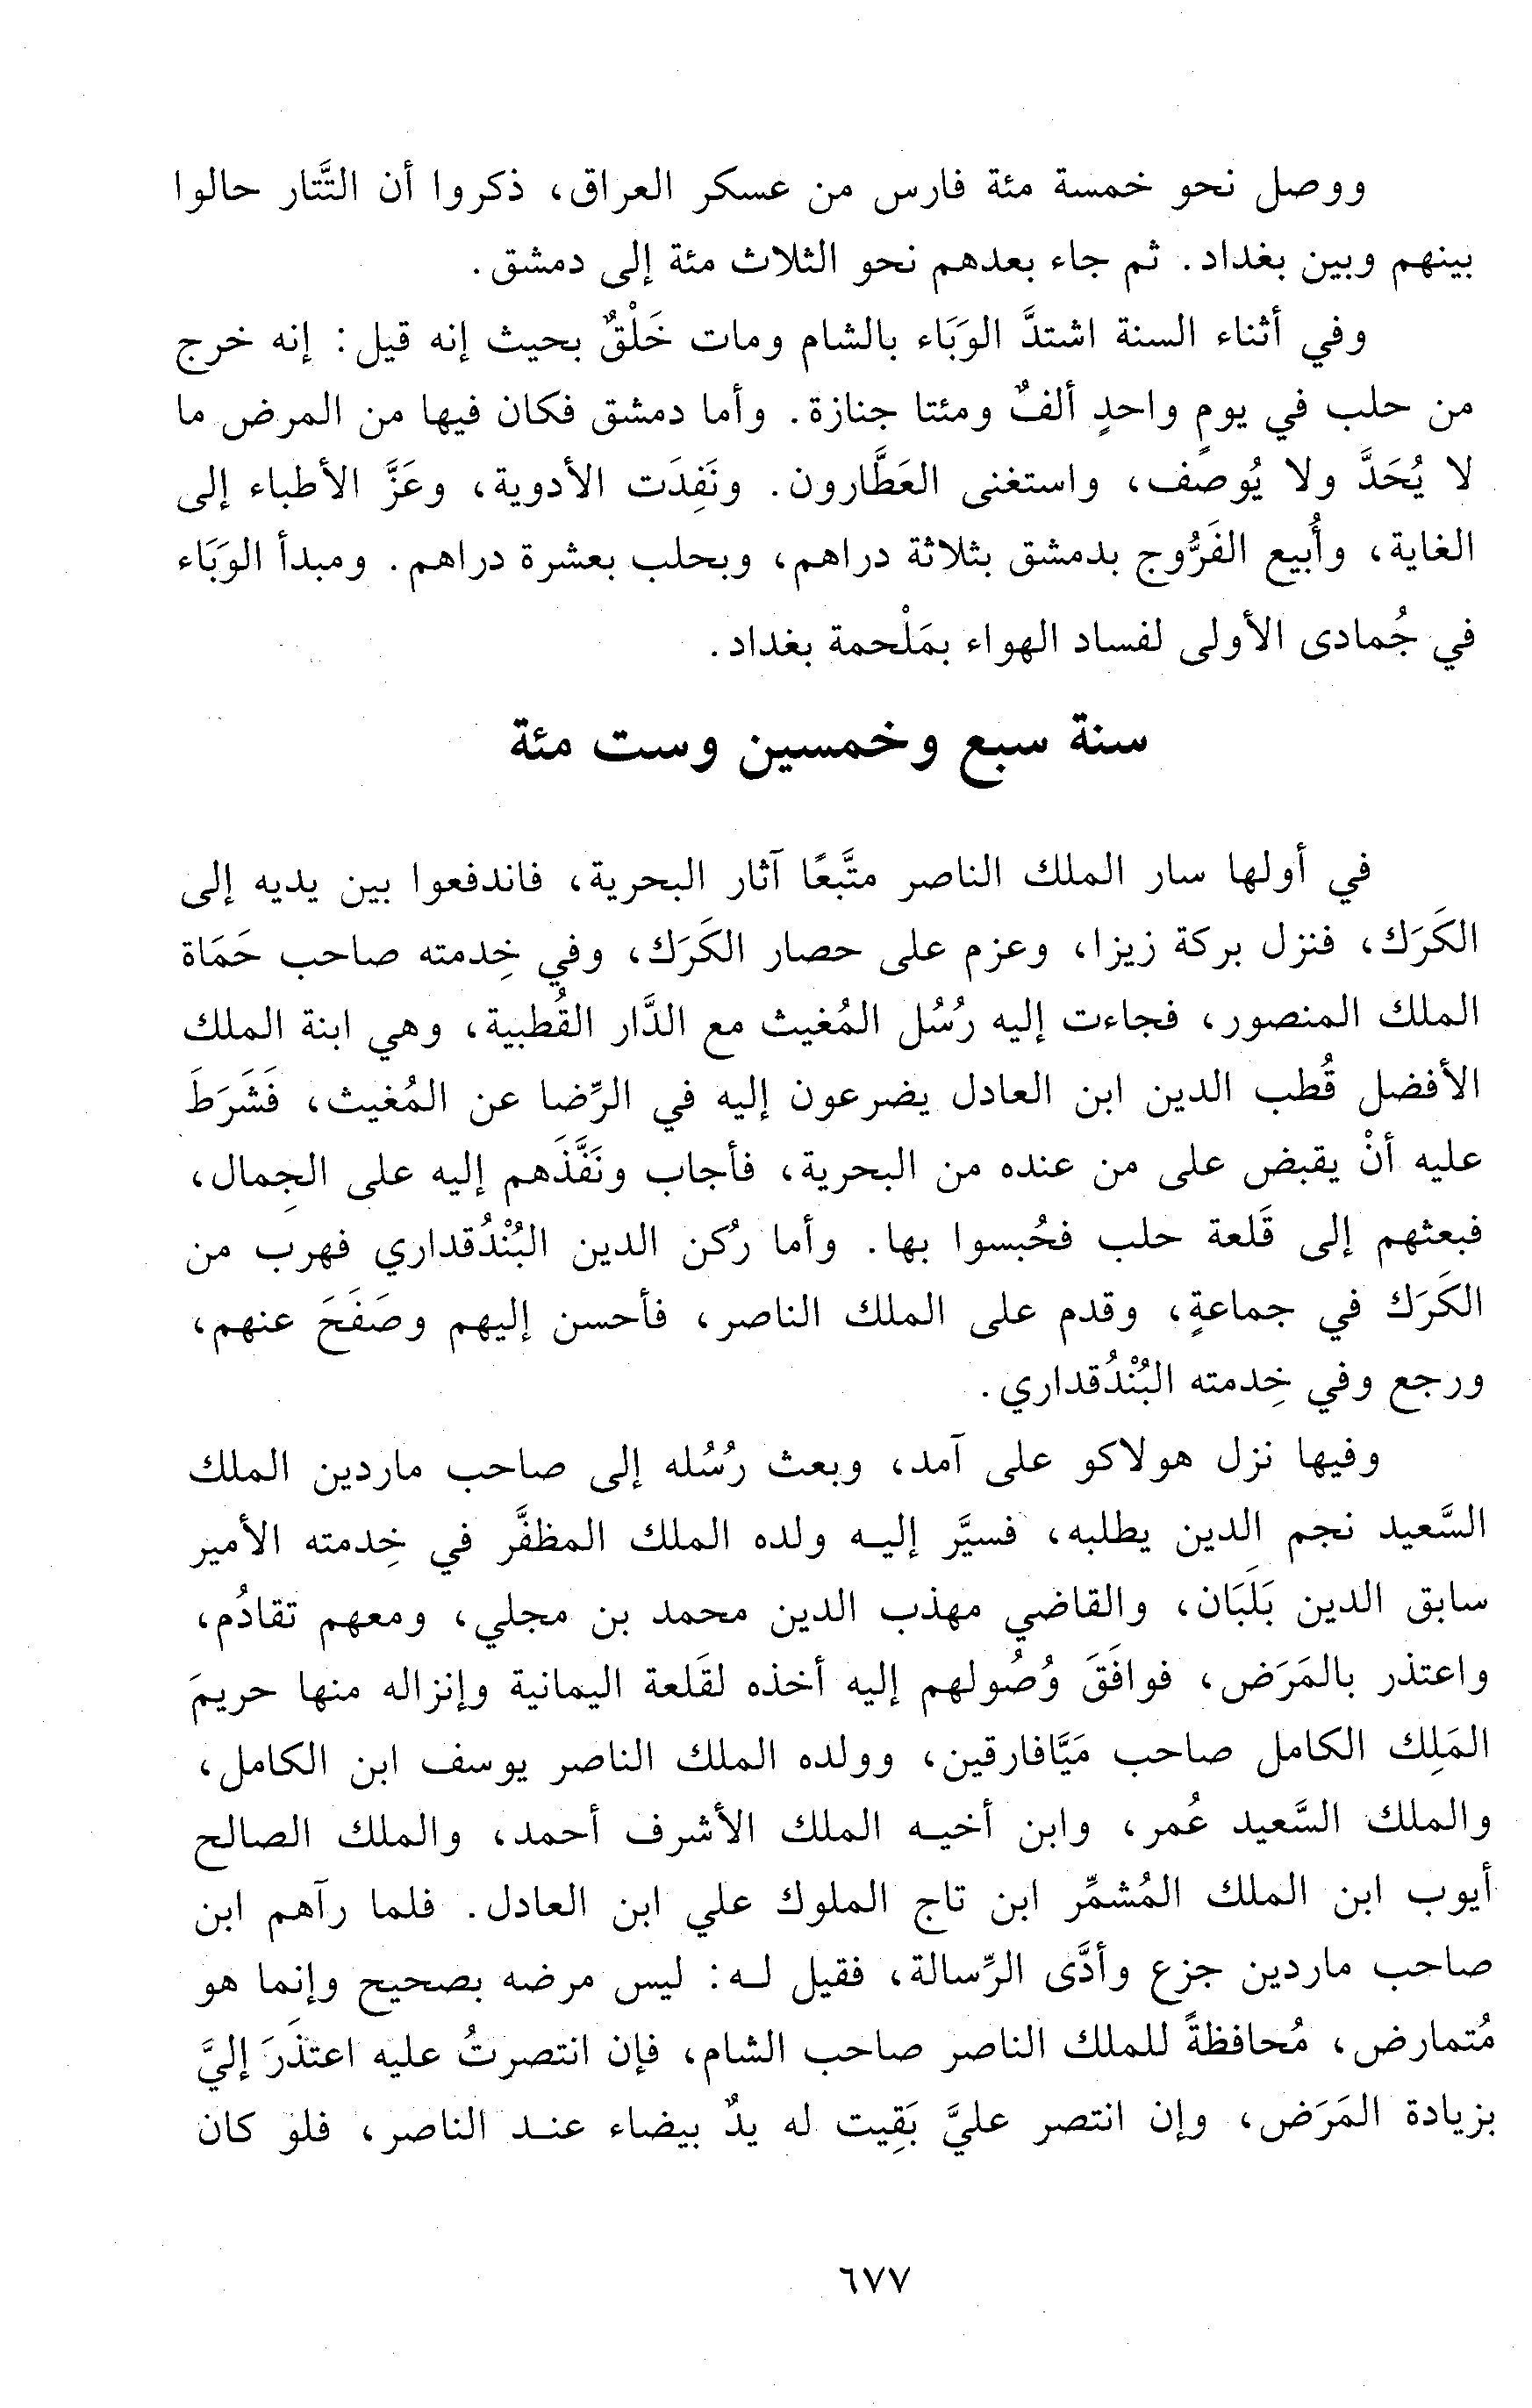 ووصل نحو خمسة مئة فارس من عسكر العراق، ذكروا أن التَّتار حالوا
بينهم وبين بغداد. ثم جاء بعدهم نحو الثلاث مئة إلى دمشق.
وفي أثناء السنة اشتدَّ الوَبَاء بالشام ومات خَلْقٌ بحيث إنه قيل: إنه خرج
من حلب في يومٍ واحدٍ ألفٌ ومئتا جنازة. وأما دمشق فكان فيها من المرض ما
لا يُحَدَّ ولا يُوصف، واستغنى العَطَّارون. ونَفِدَت الأدوية، وعَزَّ الأطباء إلى
الغاية، وأُبيع الفَرُّوج بدمشق بثلاثة دراهم، وبحلب بعشرة دراهم. ومبدأ الوَبَاء
في جُمادى الأولى لفساد الهواء بمَلْحمة بغداد.
سنة سبع وخمسين وست مئة
في أولها سار الملك الناصر متَّبعًا آثار البحرية، فاندفعوا بين يديه إلى
الكَرَك، فنزل بركة زيزا، وعزم على حصار الكَرَك، وفي خِدمته صاحب حَمَاة
الملك المنصور، فجاءت إليه رُسُل المُغيث مع الدَّار القُطبية، وهي ابنة الملك
الأفضل قُطب الدين ابن العادل يضرعون إليه في الرِّضا عن المُغيث، فَشَرَطَ
عليه أنْ يقبض على من عنده من البحرية، فأجاب ونَفَّذَهم إليه على الجِمال،
فبعثهم إلى قَلعة حلب فحُبسوا بها. وأما رُكن الدين البُنْدُقداري فهرب من
الكَرَك في جماعةٍ، وقدم على الملك الناصر، فأحسن إليهم وصَفَحَ عنهم،
ورجع وفي خِدمته البُنْدُقداري.
وفيها نزل هولاكو على آمد، وبعث رُسُله إلى صاحب ماردين الملك
السَّعيد نجم الدين يطلبه، فسيَّر إليه ولده الملك المظفَّر في خِدمته الأمير
سابق الدين بَلَبَان، والقاضي مهذب الدين محمد بن مجلي، ومعهم تقادُم،
واعتذر بالمَرَض، فوافَقَ وُصُولهم إليه أخذه لقَلعة اليمانية وإنزاله منها حريمَ
المَلِك الكامل صاحب مَيَّافارقين، وولده الملك الناصر يوسف ابن الكامل،
والملك السَّعيد عُمر، وابن أخيه الملك الأشرف أحمد، والملك الصالح
أيوب ابن الملك المُشمِّر ابن تاج الملوك علي ابن العادل. فلما رآهم ابن
صاحب ماردين جزع وأدَّى الرِّسالة، فقيل له: ليس مرضه بصحيح وإنما هو
مُتمارض، مُحافظةً للملك الناصر صاحب الشام، فإن انتصرتُ عليه اعتذَرَ إليَّ
بزيادة المَرَض، وإن انتصر عليَّ بَقِيت له يدٌ بيضاء عند الناصر، فلو كان
٦٧٧